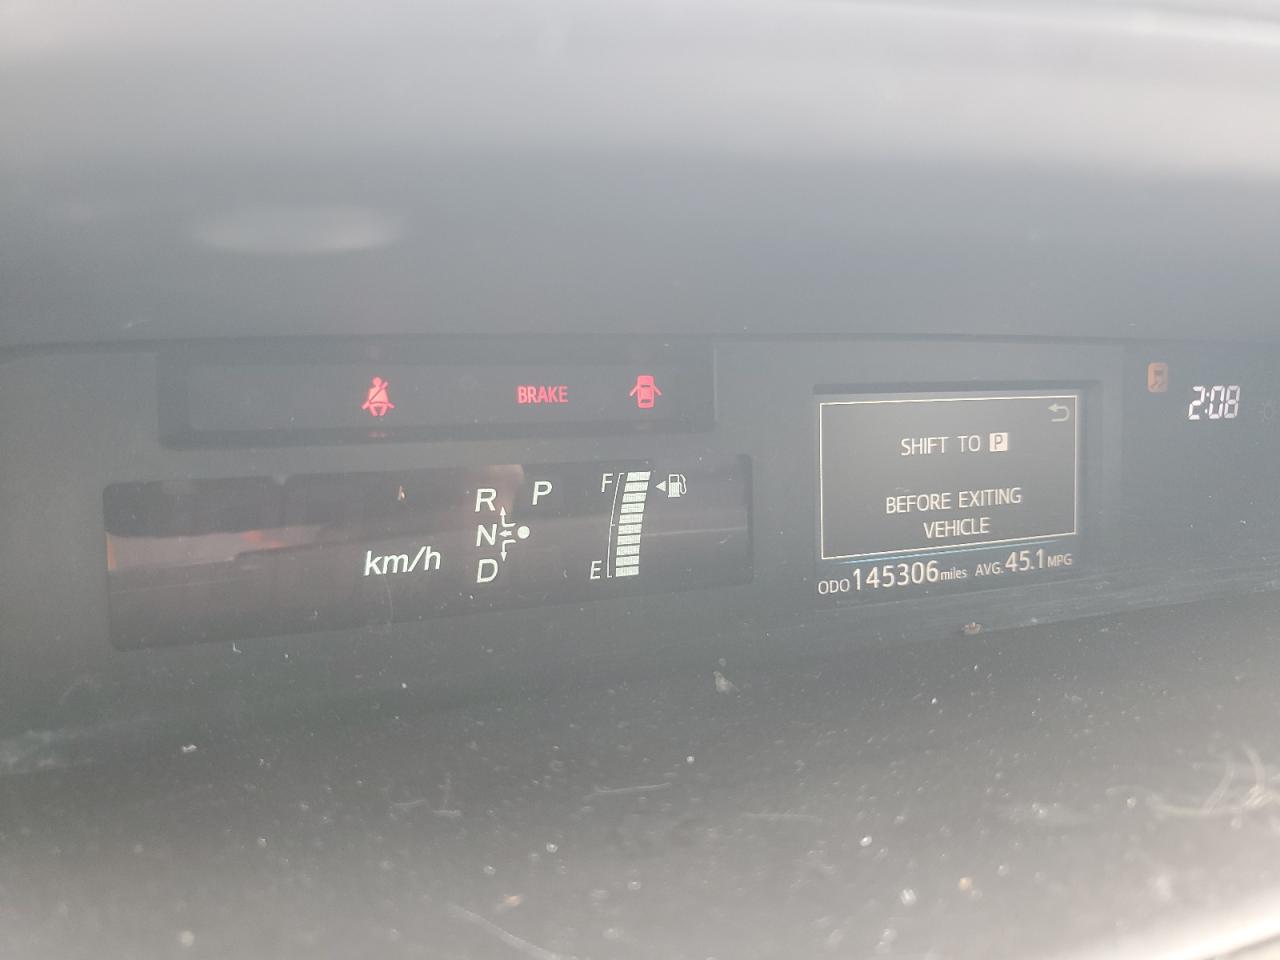 BRAKE
km/h
R P
N
D
F
E
SHIFT TO P
BEFORE EXITING
VEHICLE
ODO 145306 miles AVG. 45.1 MPG
2:08